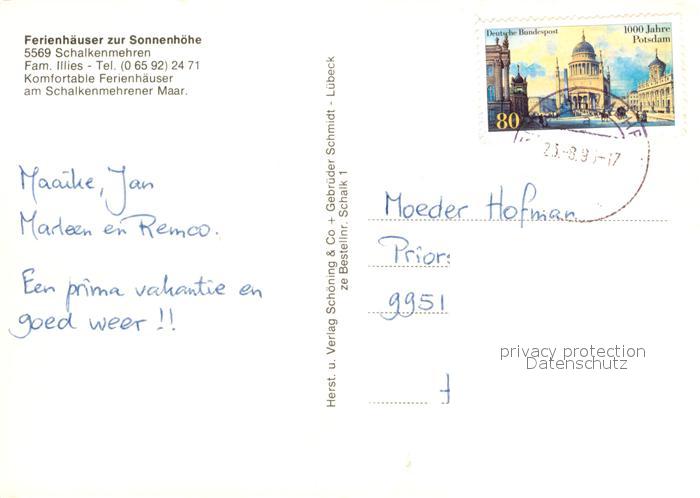 Ferienhäuser zur Sonnenhöhe
5569 Schalkenmehren
Fam. Illies - Tel. (0 65 92) 24 71
Komfortable Ferienhäuser
am Schalkenmehrener Maar.
Maaike, Jan
Marleen en Remco.
Een prima vakantie en
goed weer !!
Herst. u. Verlag Schöning & Co + Gebrüder Schmidt - Lübeck
ze Bestellnr. Schalk 1
Deutsche Bundespost
1000 Jahre
Potsdam
80
Moeder Hofman
Prior
9951
privacy protection
Datenschutz